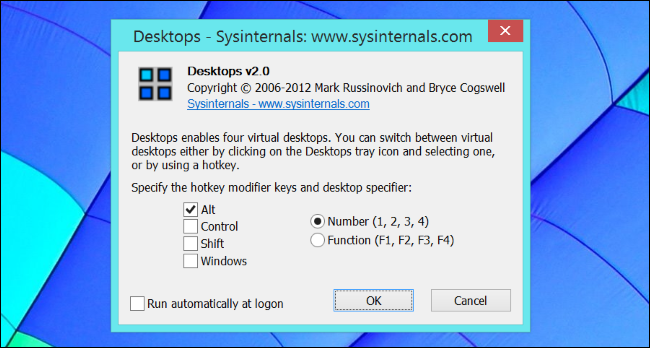 Desktops - Sysinternals: www.sysinternals.com
Desktops v2.0
Copyright © 2006-2012 Mark Russinovich and Bryce Cogswell
Sysinternals - www.sysinternals.com
Desktops enables four virtual desktops. You can switch between virtual
desktops either by clicking on the Desktops tray icon and selecting one,
or by using a hotkey.
Specify the hotkey modifier keys and desktop specifier:
Alt
Control
Shift
Windows
Number (1, 2, 3, 4)
Function (F1, F2, F3, F4)
Run automatically at logon
OK
Cancel